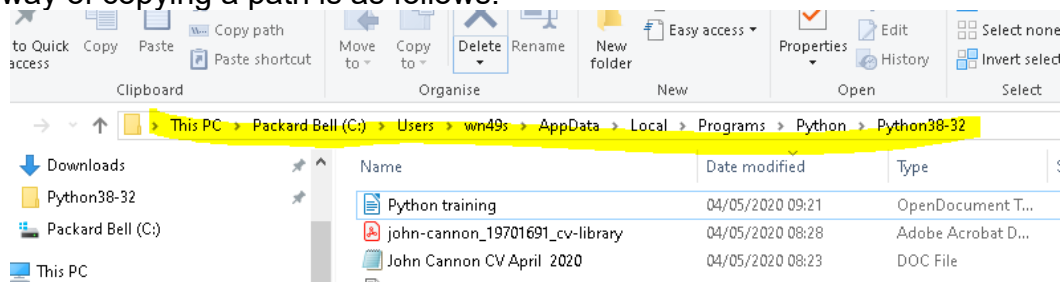 way of copying a path is as follows.
Copy path
Easy access
Edit
Select none
to Quick Copy Paste
Paste shortcut
Move Copy Delete Rename New Properties
History
Invert select
access
to to folder
Open
Clipboard Organise New Open Select
This PC > Packard Bell (C:) > Users > wn49s > AppData > Local > Programs > Python > Python38-32
Downloads
Name Date modified Type
Python38-32
Python training 04/05/2020 09:21 OpenDocument T...
Packard Bell (C:)
john-cannon_19701691_cv-library 04/05/2020 08:28 Adobe Acrobat D...
This PC
John Cannon CV April 2020 04/05/2020 08:23 DOC File